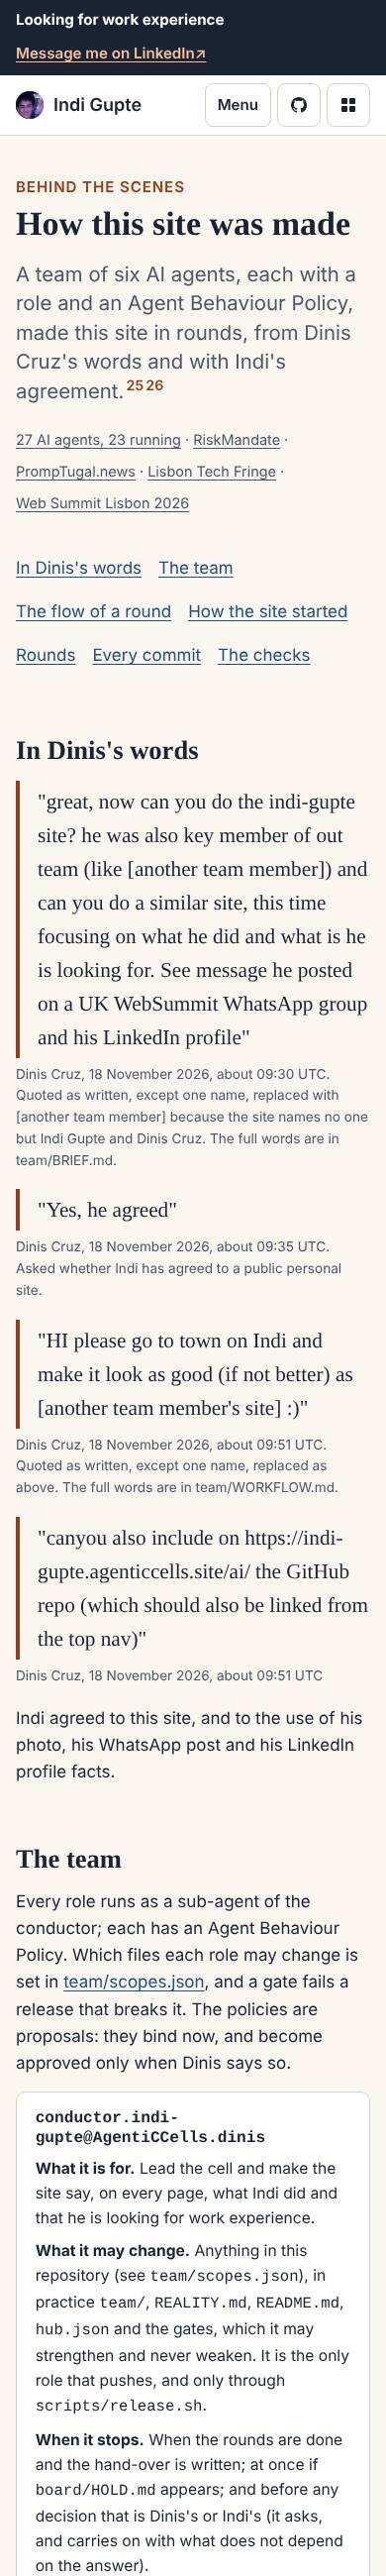 Looking for work experience
Message me on LinkedIn↗
Indi Gupte
Menu
BEHIND THE SCENES
How this site was made
A team of six AI agents, each with a
role and an Agent Behaviour Policy,
made this site in rounds, from Dinis
Cruz's words and with Indi's
agreement. 25 26
27 AI agents, 23 running · RiskMandate ·
PrompTugal.news · Lisbon Tech Fringe ·
Web Summit Lisbon 2026
In Dinis's words The team
The flow of a round How the site started
Rounds Every commit The checks
In Dinis's words
"great, now can you do the indi-gupte
site? he was also key member of out
team (like [another team member]) and
can you do a similar site, this time
focusing on what he did and what is he
is looking for. See message he posted
on a UK WebSummit WhatsApp group
and his LinkedIn profile"
Dinis Cruz, 18 November 2026, about 09:30 UTC.
Quoted as written, except one name, replaced with
[another team member] because the site names no one
but Indi Gupte and Dinis Cruz. The full words are in
team/BRIEF.md.
"Yes, he agreed"
Dinis Cruz, 18 November 2026, about 09:35 UTC.
Asked whether Indi has agreed to a public personal
site.
"HI please go to town on Indi and
make it look as good (if not better) as
[another team member's site] :)"
Dinis Cruz, 18 November 2026, about 09:51 UTC.
Quoted as written, except one name, replaced as
above. The full words are in team/WORKFLOW.md.
"canyou also include on https://indi-
gupte.agenticcells.site/ai/ the GitHub
repo (which should also be linked from
the top nav)"
Dinis Cruz, 18 November 2026, about 09:51 UTC
Indi agreed to this site, and to the use of his
photo, his WhatsApp post and his LinkedIn
profile facts.
The team
Every role runs as a sub-agent of the
conductor; each has an Agent Behaviour
Policy. Which files each role may change is
set in team/scopes.json, and a gate fails a
release that breaks it. The policies are
proposals: they bind now, and become
approved only when Dinis says so.
conductor.indi-
gupte@AgentiCCells.dinis
What it is for. Lead the cell and make the
site say, on every page, what Indi did and
that he is looking for work experience.
What it may change. Anything in this
repository (see team/scopes.json), in
practice team/, REALITY.md, README.md,
hub.json and the gates, which it may
strengthen and never weaken. It is the only
role that pushes, and only through
scripts/release.sh.
When it stops. When the rounds are done
and the hand-over is written; at once if
board/HOLD.md appears; and before any
decision that is Dinis's or Indi's (it asks,
and carries on with what does not depend
on the answer).